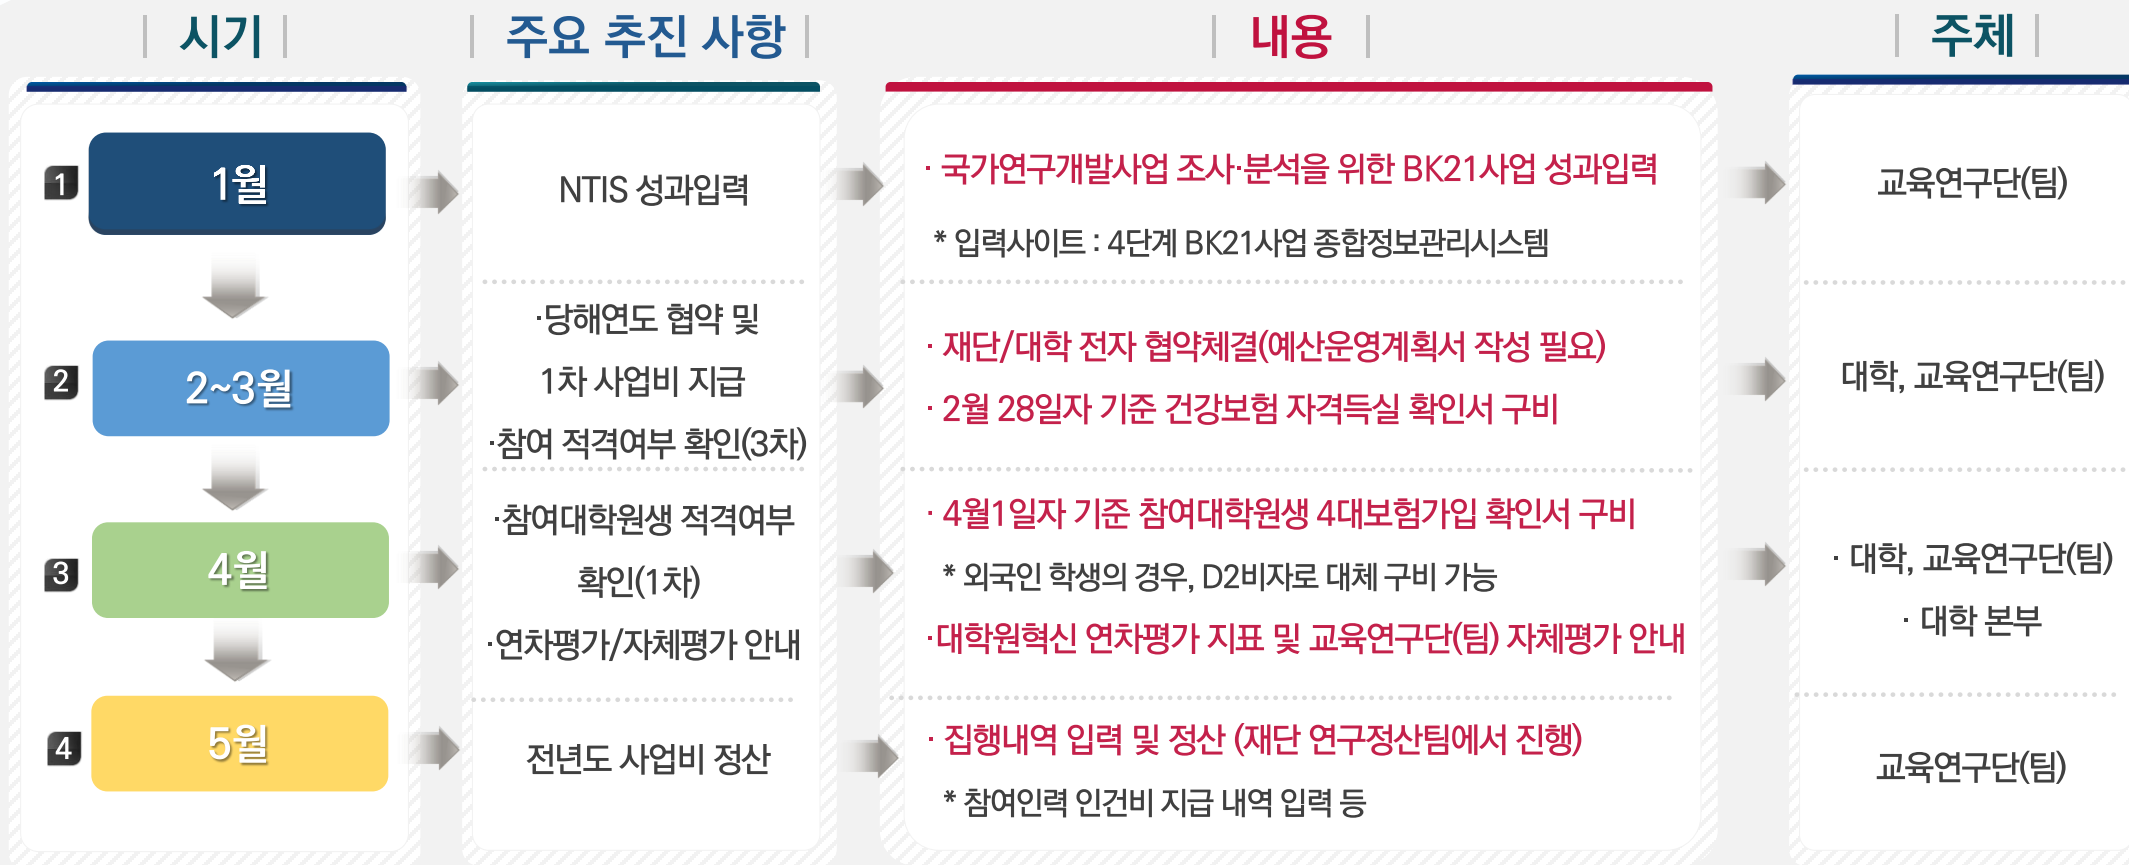 시기
주요 추진 사항
내용
주체
1
1월
NTIS 성과입력
· 국가연구개발사업 조사·분석을 위한 BK21사업 성과입력
* 입력사이트 : 4단계 BK21사업 종합정보관리시스템
교육연구단(팀)
2
2~3월
·당해연도 협약 및
1차 사업비 지급
·참여 적격여부 확인(3차)
· 재단/대학 전자 협약체결(예산운영계획서 작성 필요)
· 2월 28일자 기준 건강보험 자격득실 확인서 구비
대학, 교육연구단(팀)
3
4월
·참여대학원생 적격여부
확인(1차)
·연차평가/자체평가 안내
· 4월1일자 기준 참여대학원생 4대보험가입 확인서 구비
* 외국인 학생의 경우, D2비자로 대체 구비 가능
·대학원혁신 연차평가 지표 및 교육연구단(팀) 자체평가 안내
· 대학, 교육연구단(팀)
· 대학 본부
4
5월
전년도 사업비 정산
· 집행내역 입력 및 정산 (재단 연구정산팀에서 진행)
* 참여인력 인건비 지급 내역 입력 등
교육연구단(팀)